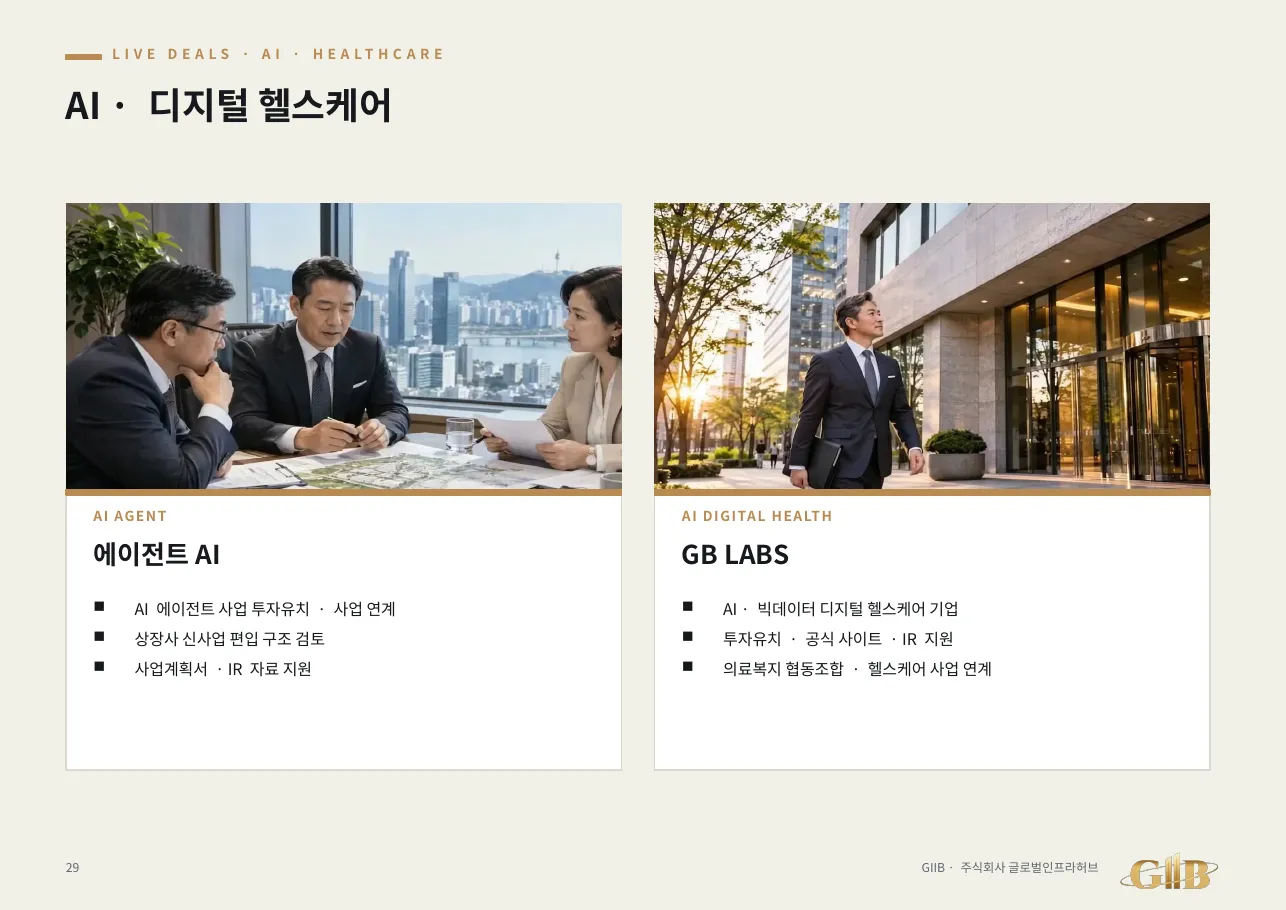 LIVE DEALS · AI · HEALTHCARE
AI · 디지털 헬스케어
AI AGENT
에이전트 AI
■ AI 에이전트 사업 투자유치 · 사업 연계
■ 상장사 신사업 편입 구조 검토
■ 사업계획서 · IR 자료 지원
AI DIGITAL HEALTH
GB LABS
■ AI · 빅데이터 디지털 헬스케어 기업
■ 투자유치 · 공식 사이트 · IR 지원
■ 의료복지 협동조합 · 헬스케어 사업 연계
29
GIIB · 주식회사 글로벌인프라허브
GIIB